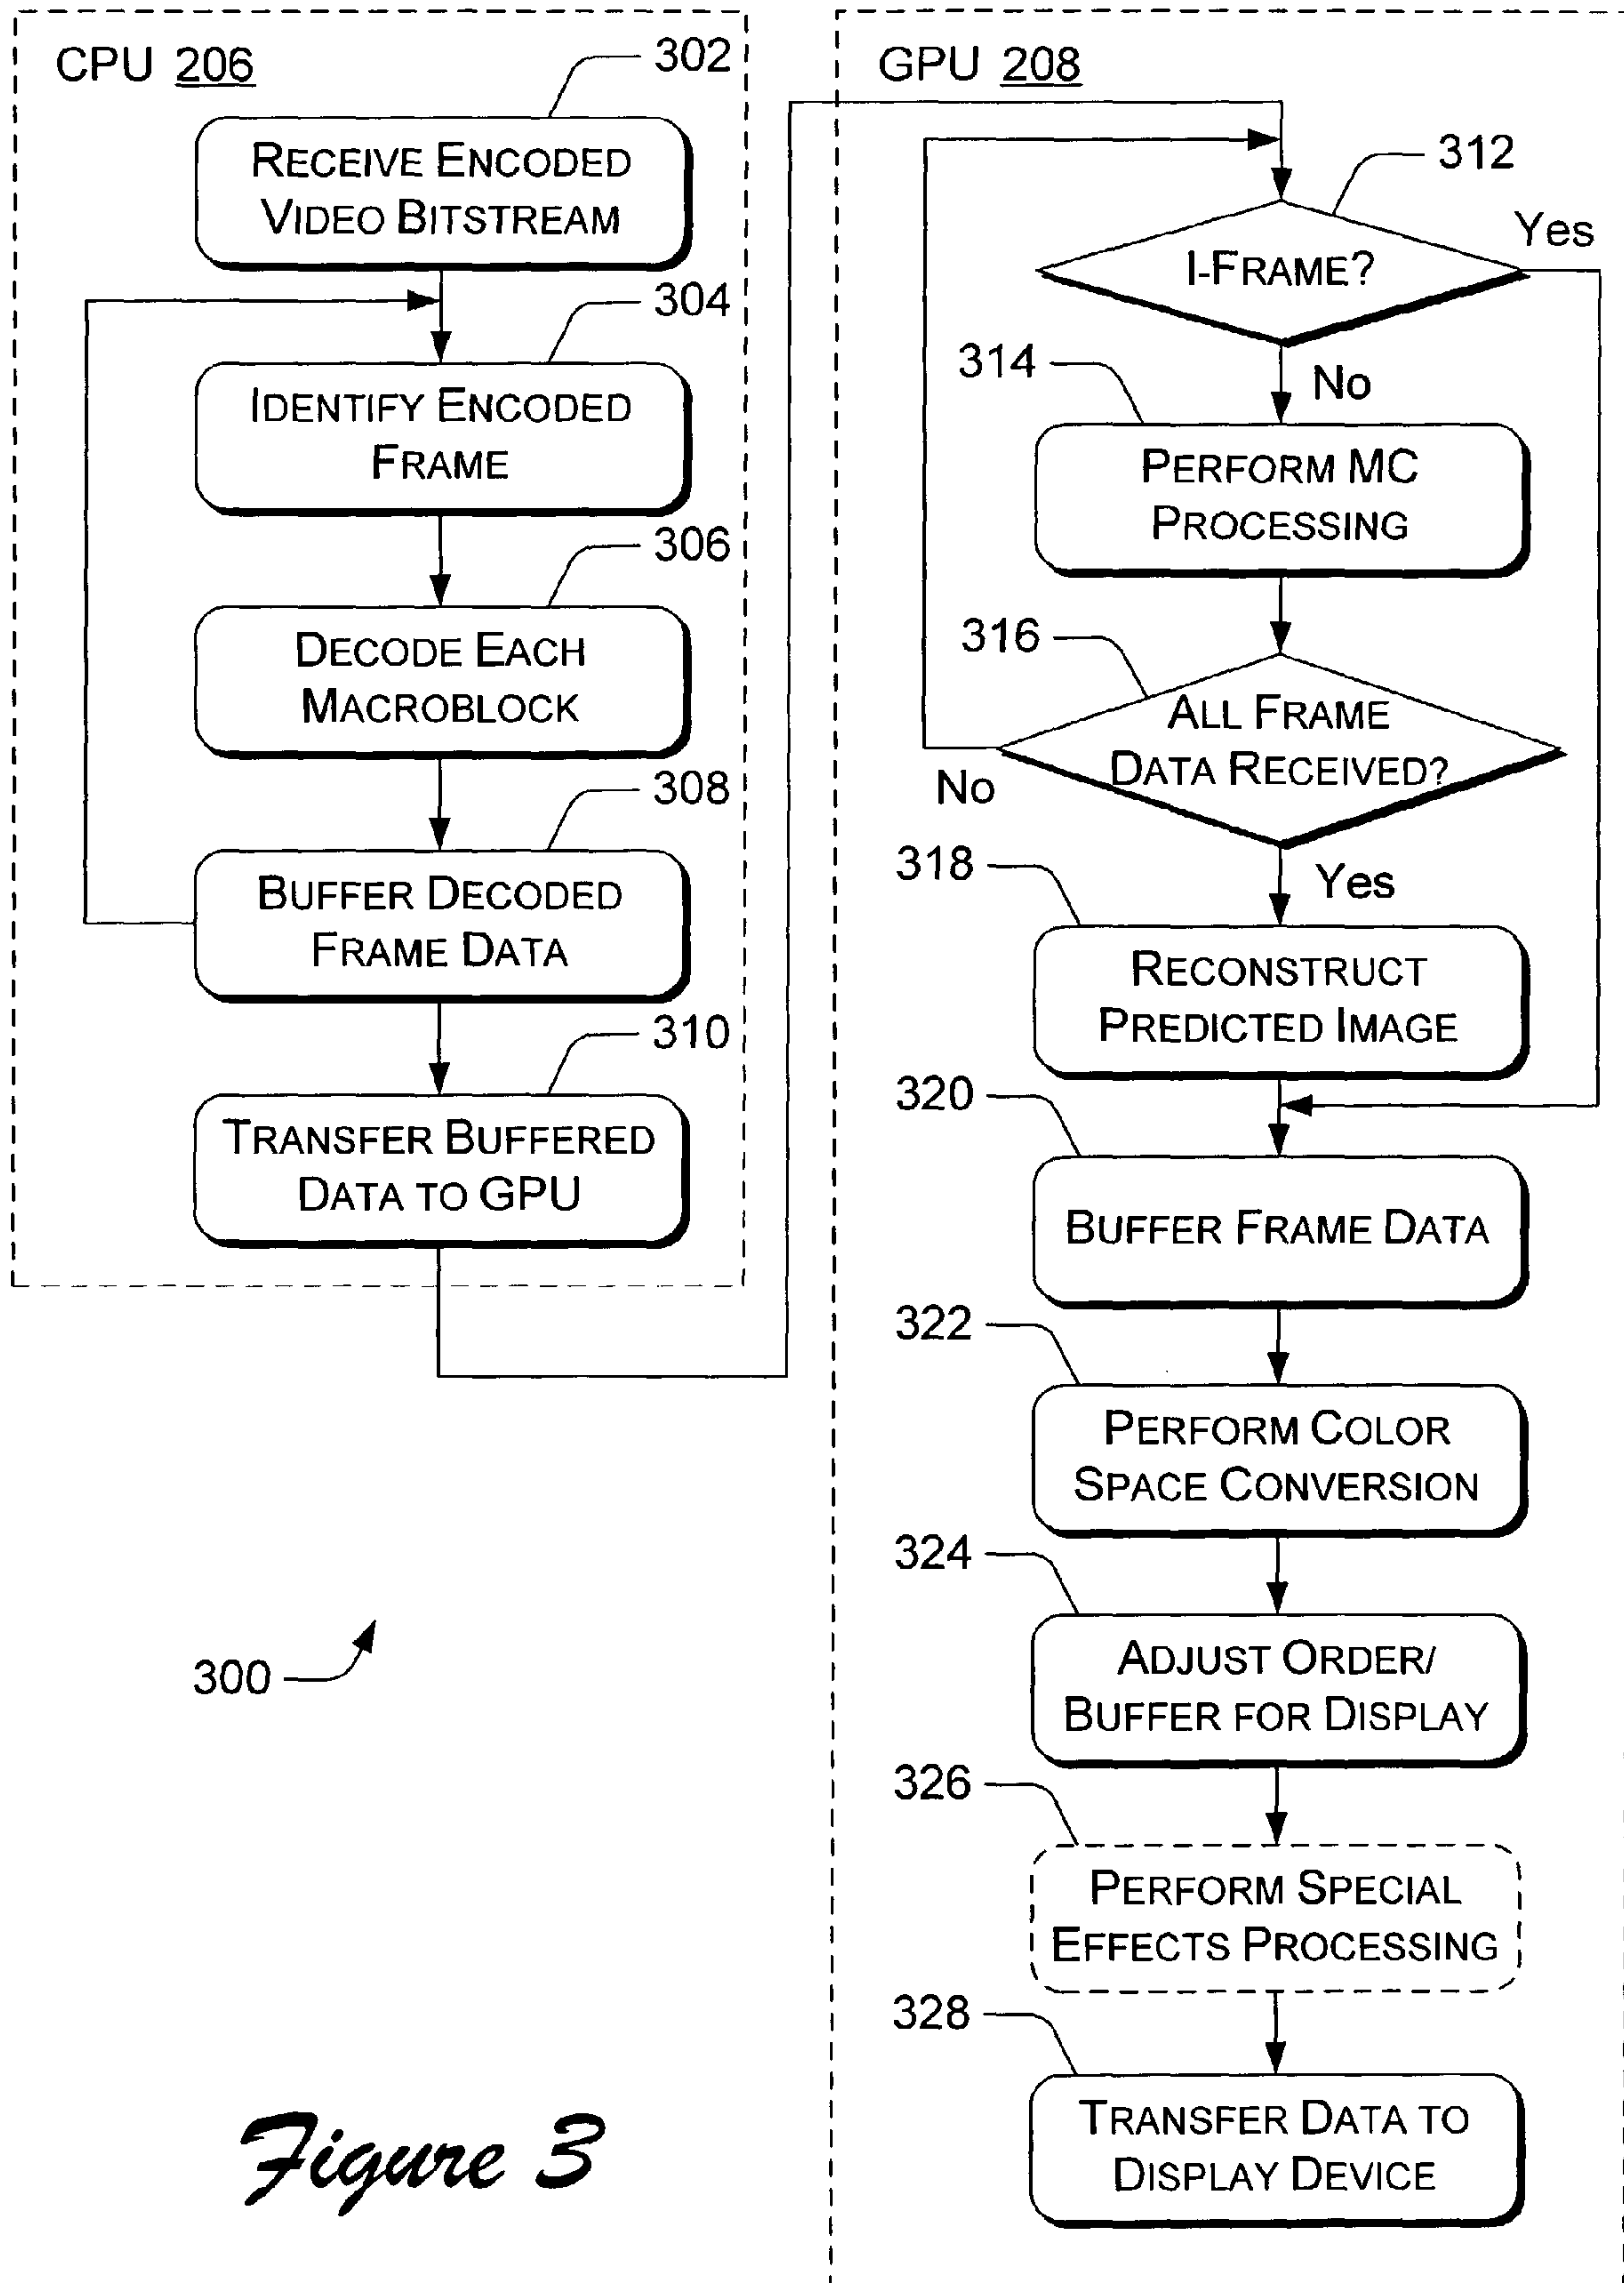 CPU 206
302
RECEIVE ENCODED
VIDEO BITSTREAM
304
IDENTIFY ENCODED
FRAME
306
DECODE EACH
MACROBLOCK
308
BUFFER DECODED
FRAME DATA
310
TRANSFER BUFFERED
DATA TO GPU
300
Figure 3
GPU 208
312
I-FRAME?
Yes
No
314
PERFORM MC
PROCESSING
316
ALL FRAME
DATA RECEIVED?
No
Yes
318
RECONSTRUCT
PREDICTED IMAGE
320
BUFFER FRAME DATA
322
PERFORM COLOR
SPACE CONVERSION
324
ADJUST ORDER/
BUFFER FOR DISPLAY
326
PERFORM SPECIAL
EFFECTS PROCESSING
328
TRANSFER DATA TO
DISPLAY DEVICE